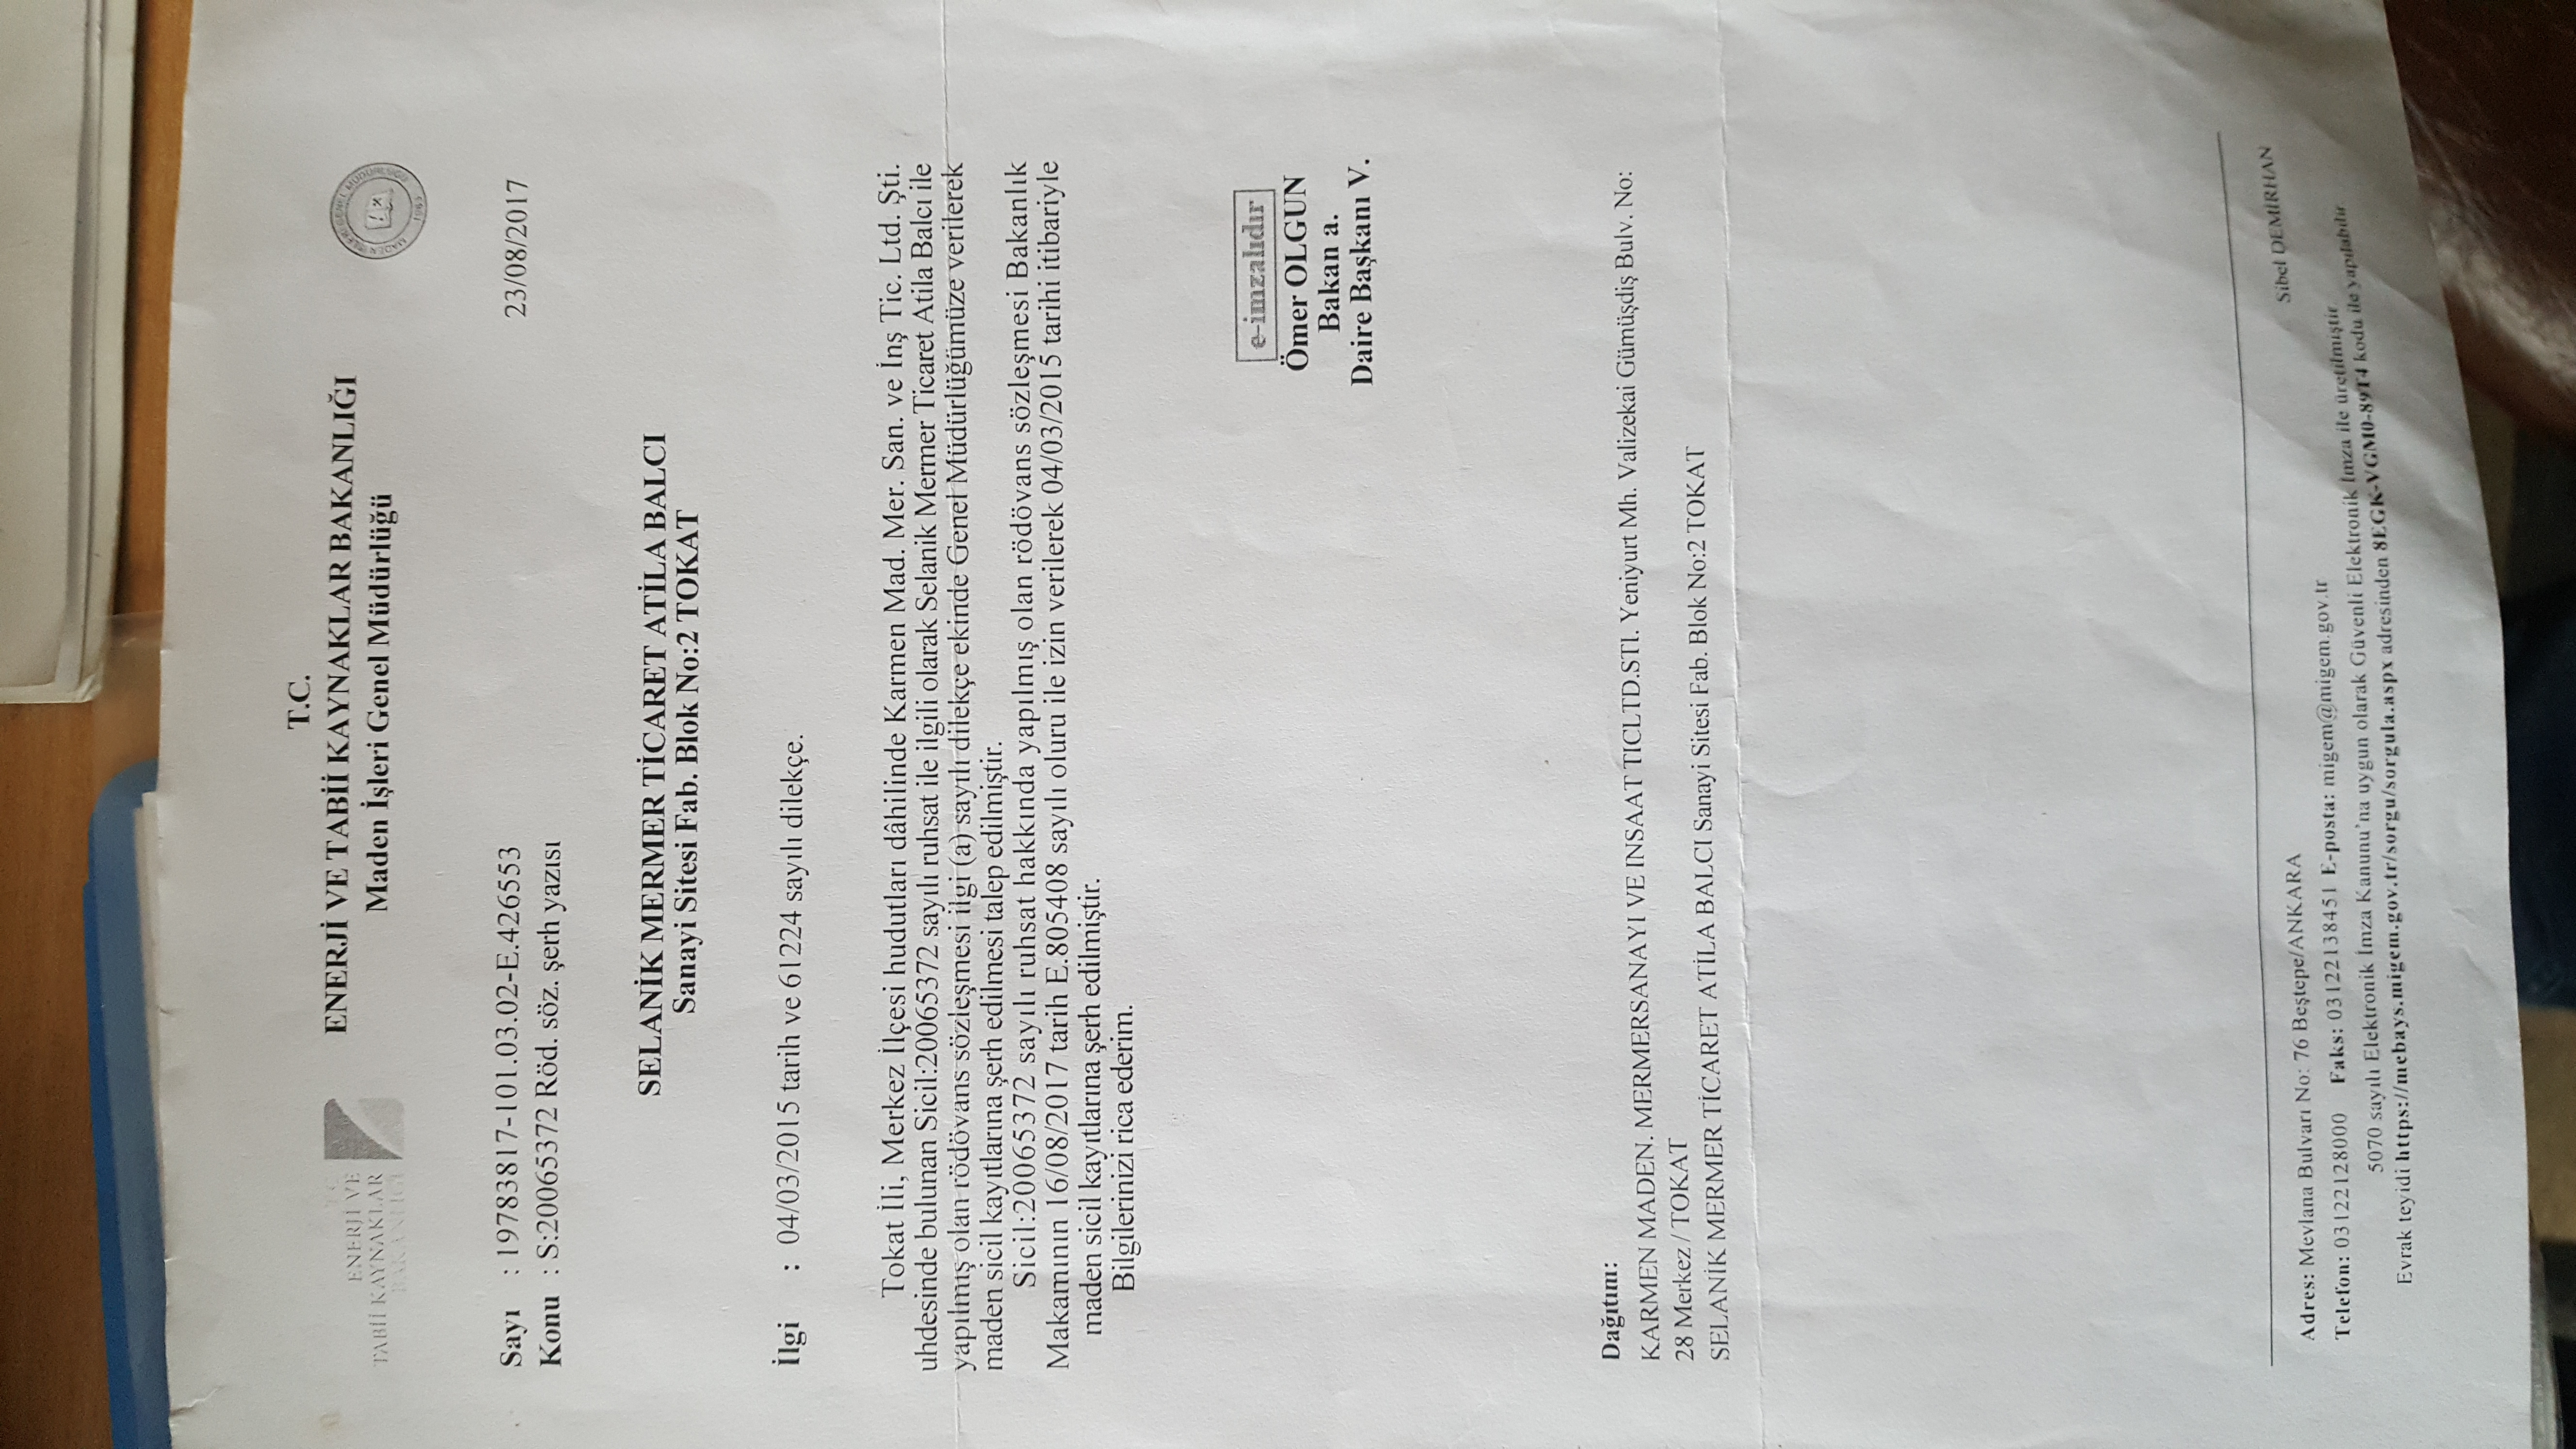 T.C.
ENERJİ VE TABİİ KAYNAKLAR BAKANLIĞI
Maden İşleri Genel Müdürlüğü
T.C.
ENERJİ VE
TABİİ KAYNAKLAR
BAKANLIĞI
MADEN İŞLERİ GENEL MÜDÜRLÜĞÜ
1963
Sayı : 19783817-101.03.02-E.426553
23/08/2017
Konu : S:20065372 Röd. söz. şerh yazısı
SELANİK MERMER TİCARET ATİLA BALCI
Sanayi Sitesi Fab. Blok No:2 TOKAT
İlgi : 04/03/2015 tarih ve 61224 sayılı dilekçe.
Tokat İli, Merkez İlçesi hudutları dâhilinde Karmen Mad. Mer. San. ve İnş Tic. Ltd. Şti.
uhdesinde bulunan Sicil:20065372 sayılı ruhsat ile ilgili olarak Selanik Mermer Ticaret Atila Balcı ile
yapılmış olan rödövans sözleşmesi ilgi (a) sayılı dilekçe ekinde Genel Müdürlüğümüze verilerek
maden sicil kayıtlarına şerh edilmesi talep edilmiştir.
Sicil:20065372 sayılı ruhsat hakkında yapılmış olan rödövans sözleşmesi Bakanlık
Makamının 16/08/2017 tarih E.805408 sayılı oluru ile izin verilerek 04/03/2015 tarihi itibariyle
maden sicil kayıtlarına şerh edilmiştir.
Bilgilerinizi rica ederim.
e-imzalıdır
Ömer OLGUN
Bakan a.
Daire Başkanı V.
Dağıtım:
KARMEN MADEN. MERMERSANAYI VE INSAAT TICLTD.STI. Yeniyurt Mh. Valizekai Gümüşdiş Bulv. No:
28 Merkez / TOKAT
SELANİK MERMER TİCARET ATİLA BALCI Sanayi Sitesi Fab. Blok No:2 TOKAT
Sibel DEMİRHAN
Adres: Mevlana Bulvarı No: 76 Beştepe/ANKARA
Telefon: 03122128000 Faks: 03122138451 E-posta: migem@migem.gov.tr
5070 sayılı Elektronik İmza Kanunu'na uygun olarak Güvenli Elektronik İmza ile üretilmiştir.
Evrak teyidi https://mebays.migem.gov.tr/sorgu/sorgula.aspx adresinden 8EGK-VGM0-89T4 kodu ile yapılabilir.